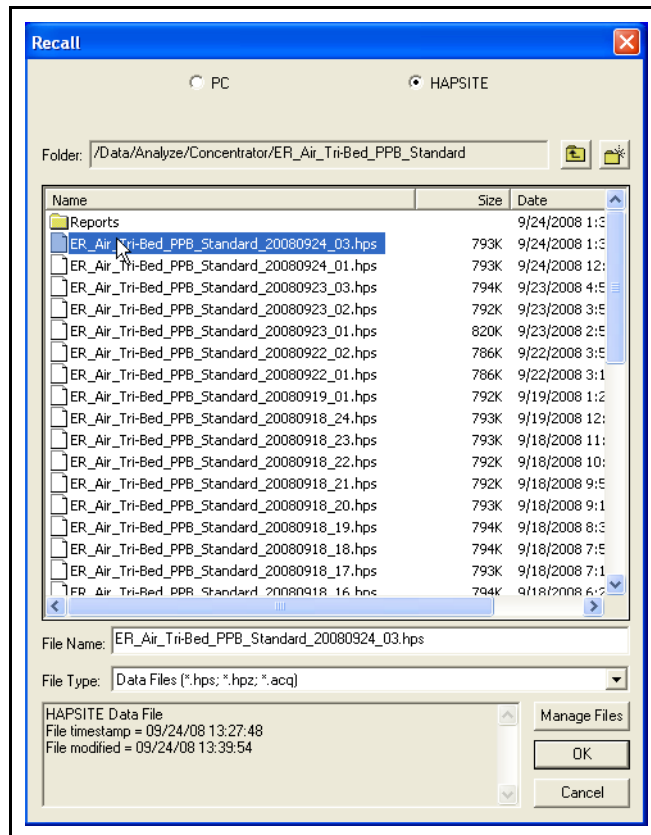 Recall
PC HAPSITE
Folder: /Data/Analyze/Concentrator/ER_Air_Tri-Bed_PPB_Standard
Name Size Date
Reports 9/24/2008 1:3
ER_Air_Tri-Bed_PPB_Standard_20080924_03.hps 793K 9/24/2008 1:3
ER_Air_Tri-Bed_PPB_Standard_20080924_01.hps 793K 9/24/2008 12:
ER_Air_Tri-Bed_PPB_Standard_20080923_03.hps 794K 9/23/2008 4:5
ER_Air_Tri-Bed_PPB_Standard_20080923_02.hps 792K 9/23/2008 3:5
ER_Air_Tri-Bed_PPB_Standard_20080923_01.hps 820K 9/23/2008 2:5
ER_Air_Tri-Bed_PPB_Standard_20080922_02.hps 786K 9/22/2008 3:5
ER_Air_Tri-Bed_PPB_Standard_20080922_01.hps 786K 9/22/2008 3:1
ER_Air_Tri-Bed_PPB_Standard_20080919_01.hps 792K 9/19/2008 1:2
ER_Air_Tri-Bed_PPB_Standard_20080918_24.hps 793K 9/19/2008 12:
ER_Air_Tri-Bed_PPB_Standard_20080918_23.hps 793K 9/18/2008 11:
ER_Air_Tri-Bed_PPB_Standard_20080918_22.hps 792K 9/18/2008 10:
ER_Air_Tri-Bed_PPB_Standard_20080918_21.hps 792K 9/18/2008 9:5
ER_Air_Tri-Bed_PPB_Standard_20080918_20.hps 793K 9/18/2008 9:1
ER_Air_Tri-Bed_PPB_Standard_20080918_19.hps 794K 9/18/2008 8:3
ER_Air_Tri-Bed_PPB_Standard_20080918_18.hps 794K 9/18/2008 7:5
ER_Air_Tri-Bed_PPB_Standard_20080918_17.hps 793K 9/18/2008 7:1
ER_Air_Tri-Bed_PPB_Standard_20080918_16.hps 794K 9/18/2008 6:2
File Name: ER_Air_Tri-Bed_PPB_Standard_20080924_03.hps
File Type: Data Files (*.hps; *.hpz; *.acq)
HAPSITE Data File
File timestamp = 09/24/08 13:27:48
File modified = 09/24/08 13:39:54
Manage Files
OK
Cancel